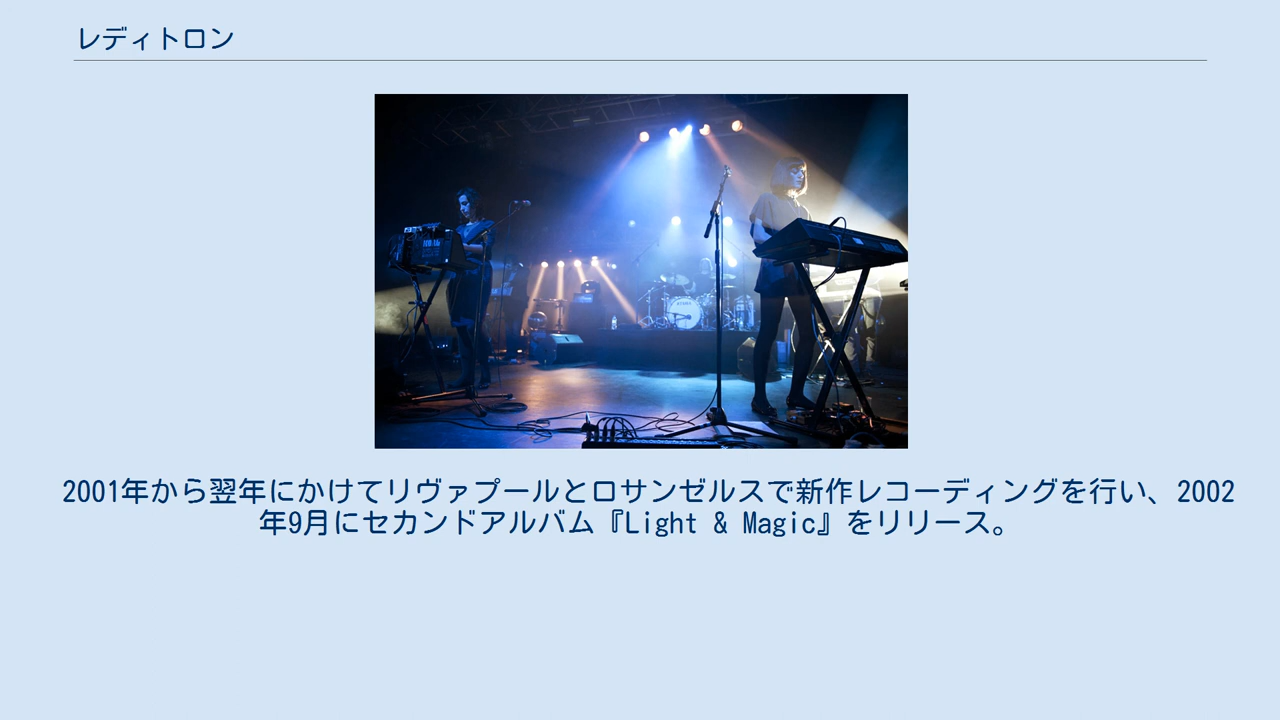 レディトロン
2001年から翌年にかけてリヴァプールとロサンゼルスで新作レコーディングを行い、2002
年9月にセカンドアルバム『Light & Magic』をリリース。